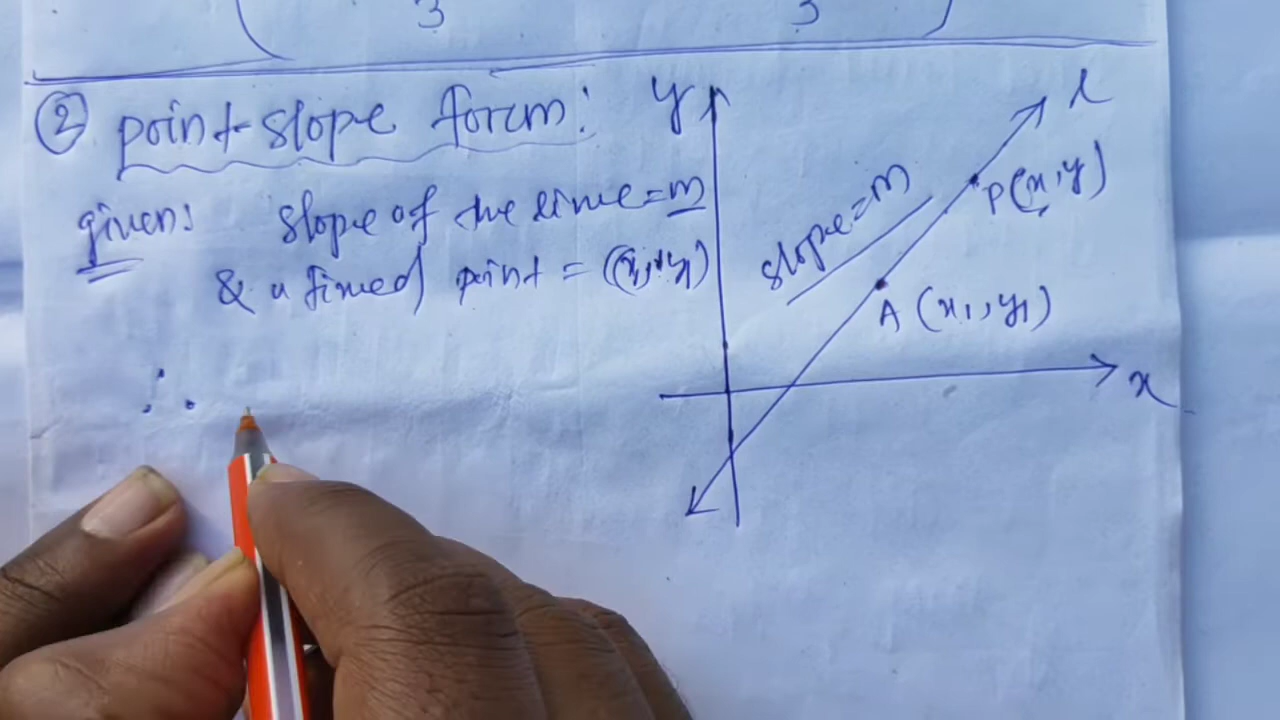 3 3
② point-slope form:
given: slope of the line = m
& a fixed point = (x₁, y₁)
∴
y
l
P(x, y)
slope=m
A (x₁, y₁)
x